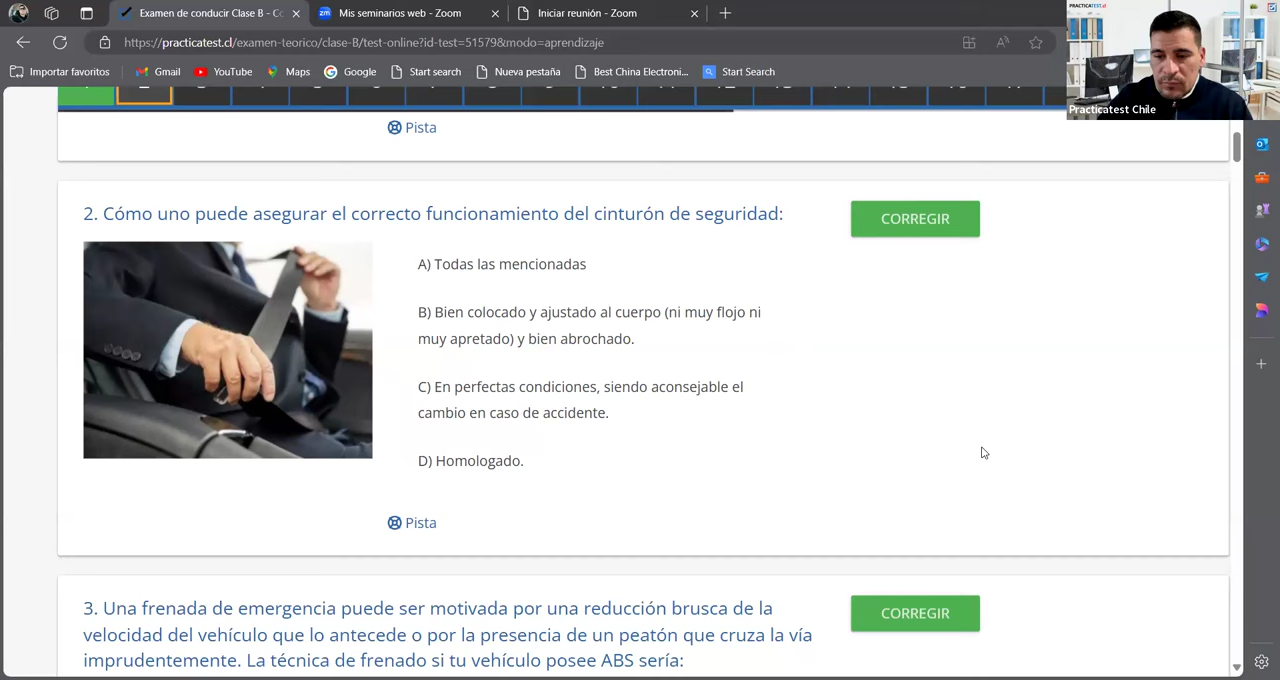 Examen de conducir Clase B - Co
Mis seminarios web - Zoom
Iniciar reunión - Zoom
https://practicatest.cl/examen-teorico/clase-B/test-online?id-test=51579&modo=aprendizaje
Importar favoritos
Gmail
YouTube
Maps
Google
Start search
Nueva pestaña
Best China Electroni...
Start Search
PRACTICATEST.cl
Practicatest Chile
Pista
2. Cómo uno puede asegurar el correcto funcionamiento del cinturón de seguridad:
CORREGIR
A) Todas las mencionadas
B) Bien colocado y ajustado al cuerpo (ni muy flojo ni
muy apretado) y bien abrochado.
C) En perfectas condiciones, siendo aconsejable el
cambio en caso de accidente.
D) Homologado.
Pista
3. Una frenada de emergencia puede ser motivada por una reducción brusca de la
velocidad del vehículo que lo antecede o por la presencia de un peatón que cruza la vía
imprudentemente. La técnica de frenado si tu vehículo posee ABS sería:
CORREGIR